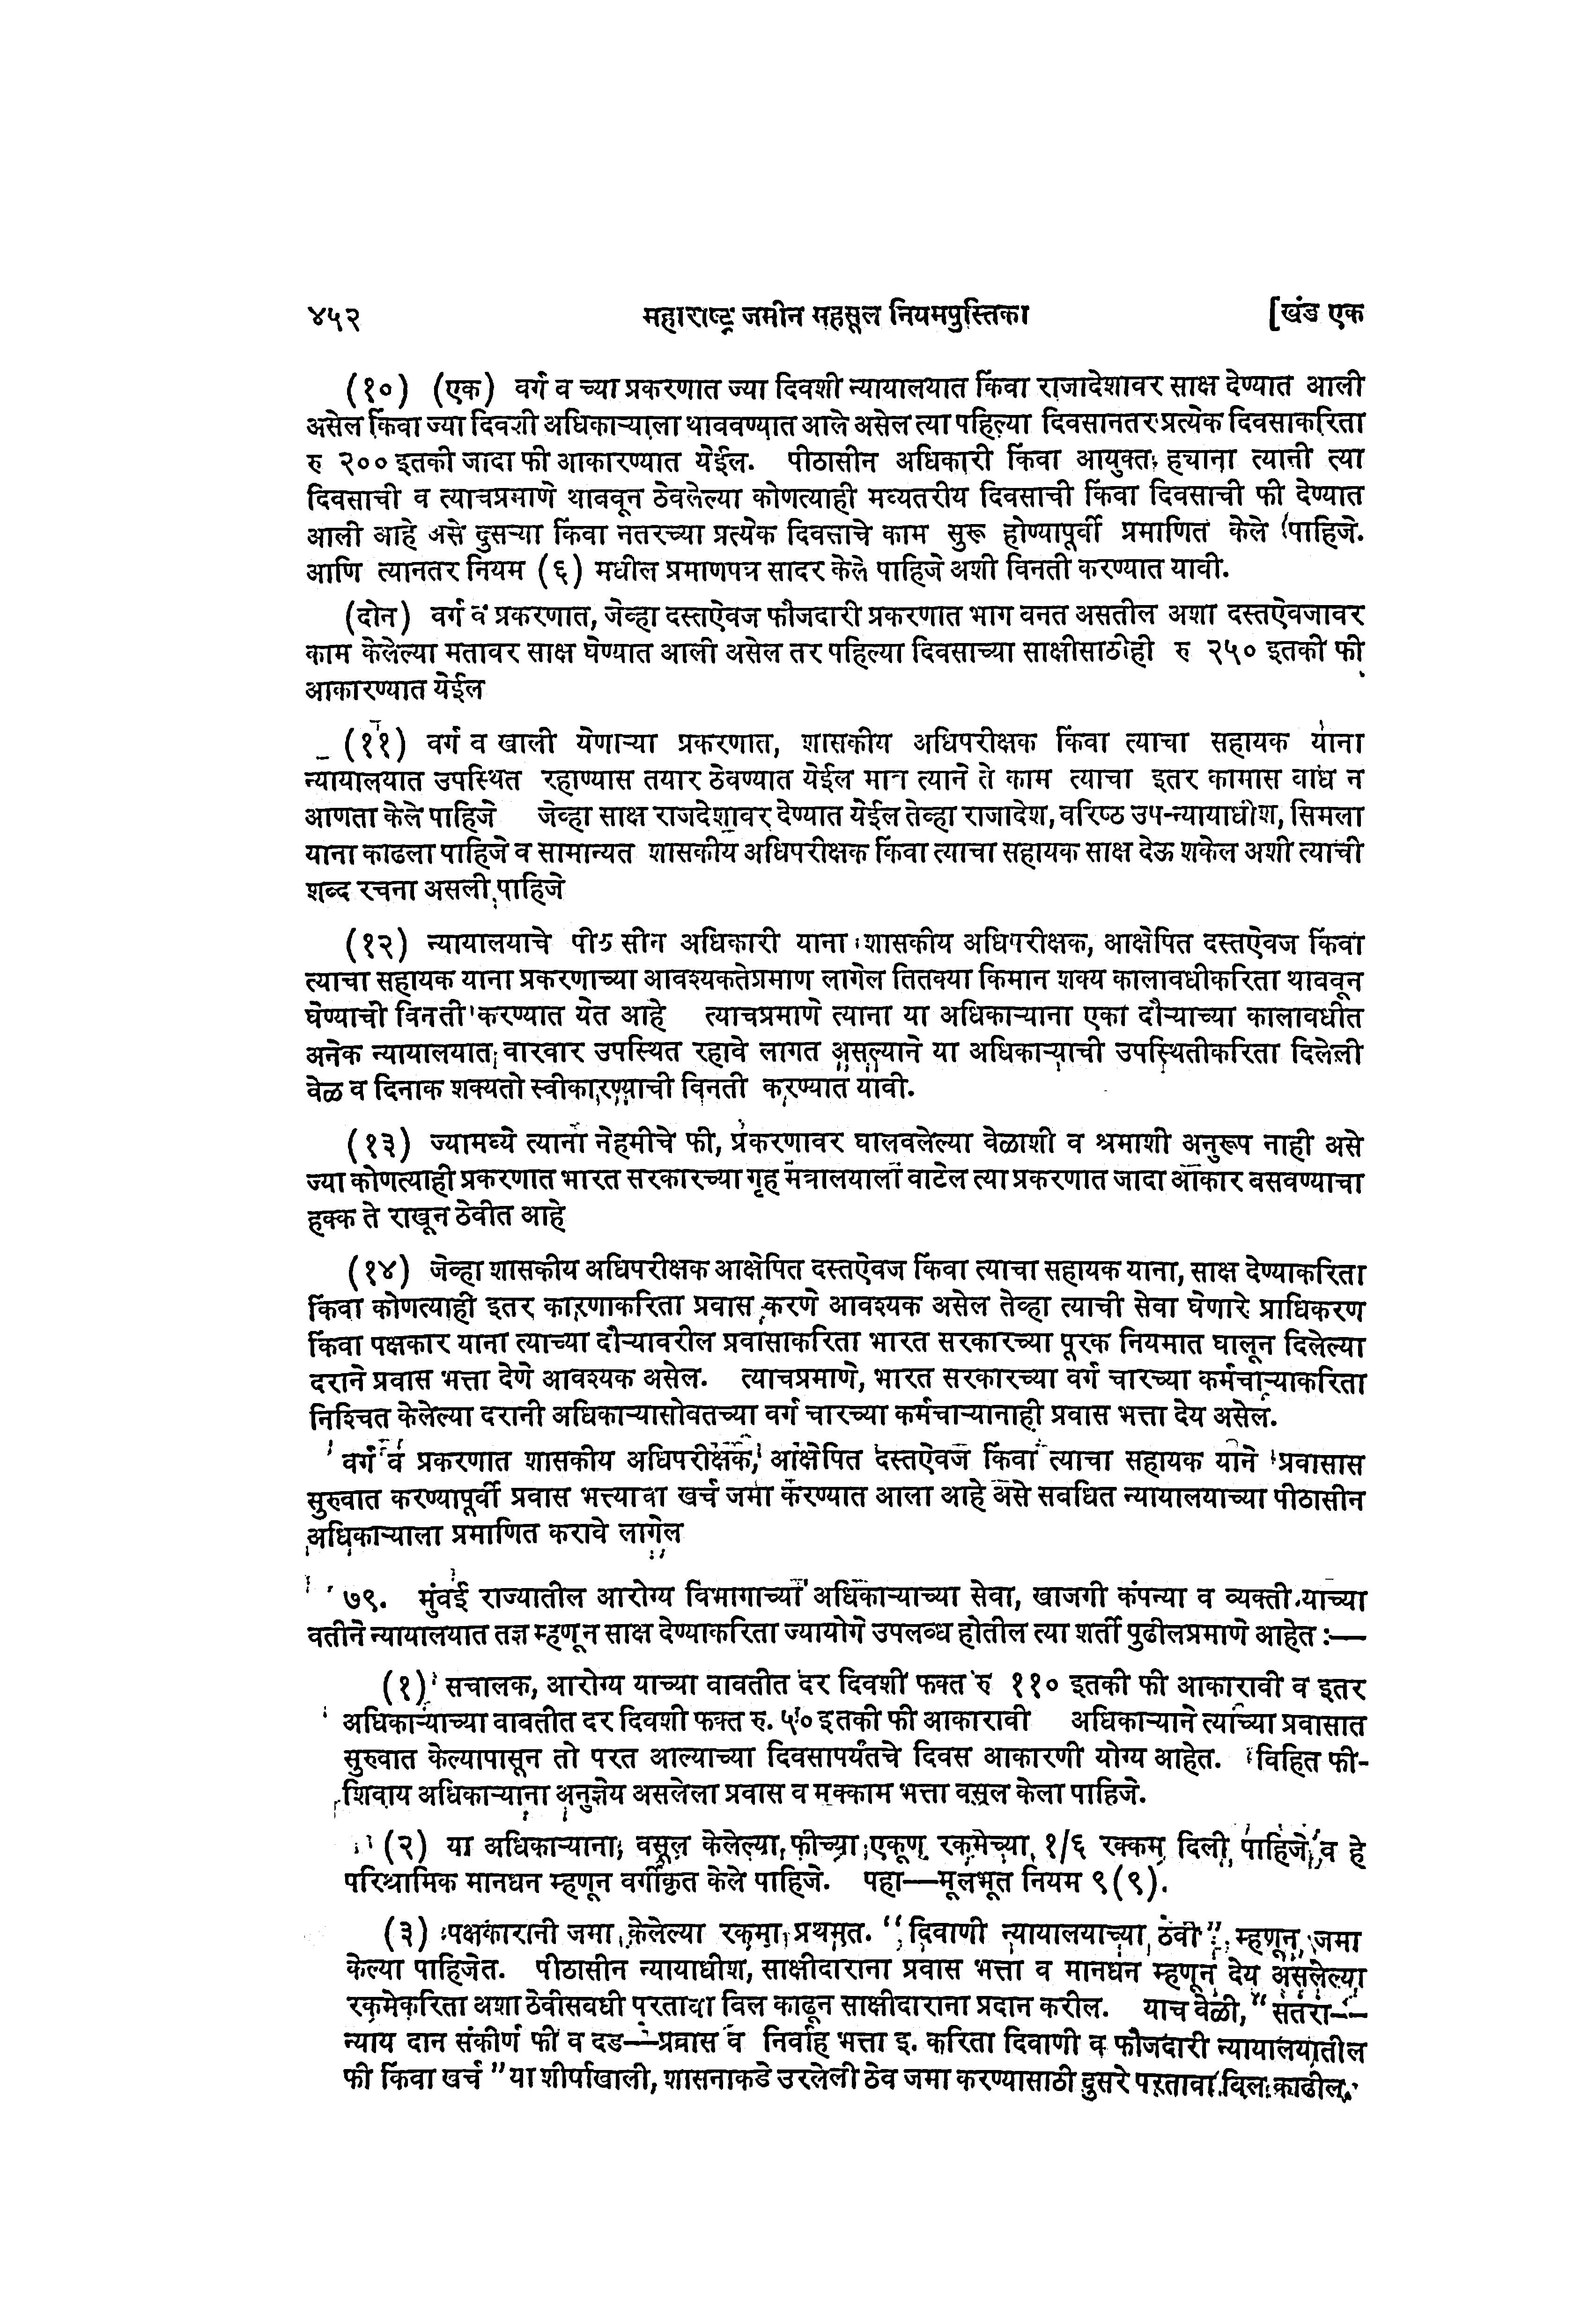 ४५२ महाराष्ट्र जमीन महसूल नियमपुस्तिका [खंड एक
(१०) (एक) वर्ग व च्या प्रकरणात ज्या दिवशी न्यायालयात किंवा राजादेशावर साक्ष देण्यात आली
असेल किंवा ज्या दिवशी अधिकाऱ्याला थाववण्यात आले असेल त्या पहिल्या दिवसानतर प्रत्येक दिवसाकरिता
रु २०० इतकी जादा फी आकारण्यात येईल. पीठासीन अधिकारी किंवा आयुक्त, हयाना त्यानी त्या
दिवसाची व त्याचप्रमाणे थाववून ठेवलेल्या कोणत्याही मध्यतरीय दिवसाची किंवा दिवसाची फी देण्यात
आली आहे असे दुसऱ्या किंवा नतरच्या प्रत्येक दिवसाचे काम सुरू होण्यापूर्वी प्रमाणित केले पाहिजे.
आणि त्यानतर नियम (६) मधील प्रमाणपत्र सादर केले पाहिजे अशी विनती करण्यात यावी.
(दोन) वर्ग व प्रकरणात, जेव्हा दस्तऐवज फौजदारी प्रकरणात भाग वनत असतील अशा दस्तऐवजावर
काम केलेल्या मतावर साक्ष घेण्यात आली असेल तर पहिल्या दिवसाच्या साक्षीसाठीही रु २५० इतकी फी
आकारण्यात येईल
(११) वर्ग व खाली येणाऱ्या प्रकरणात, शासकीय अधिपरीक्षक किंवा त्याचा सहायक याना
न्यायालयात उपस्थित रहाण्यास तयार ठेवण्यात येईल मात्र त्याने ते काम त्याचा इतर कामास वाध न
आणता केले पाहिजे जेव्हा साक्ष राजदेशावर देण्यात येईल तेव्हा राजादेश, वरिष्ठ उप-न्यायाधीश, सिमला
याना काढला पाहिजे व सामान्यत शासकीय अधिपरीक्षक किंवा त्याचा सहायक साक्ष देऊ शकेल अशी त्याची
शब्द रचना असली पाहिजे
(१२) न्यायालयाचे पीठ सीन अधिकारी याना शासकीय अधिपरीक्षक, आक्षेपित दस्तऐवज किंवा
त्याचा सहायक याना प्रकरणाच्या आवश्यकतेप्रमाण लागेल तितक्या किमान शक्य कालावधीकरिता थाववून
घेण्याची विनती करण्यात येत आहे त्याचप्रमाणे त्याना या अधिकाऱ्याना एका दौऱ्याच्या कालावधीत
अनेक न्यायालयात वारवार उपस्थित रहावे लागत असल्याने या अधिकाऱ्याची उपस्थितीकरिता दिलेली
वेळ व दिनाक शक्यतो स्वीकारण्याची विनती करण्यात यावी.
(१३) ज्यामध्ये त्याना नेहमीचे फी, प्रकरणावर घालवलेल्या वेळाशी व श्रमाशी अनुरूप नाही असे
ज्या कोणत्याही प्रकरणात भारत सरकारच्या गृह मत्रालयाला वाटेल त्या प्रकरणात जादा आकार बसवण्याचा
हक्क ते राखून ठेवीत आहे
(१४) जेव्हा शासकीय अधिपरीक्षक आक्षेपित दस्तऐवज किंवा त्याचा सहायक याना, साक्ष देण्याकरिता
किंवा कोणत्याही इतर कारणाकरिता प्रवास करणे आवश्यक असेल तेव्हा त्याची सेवा घेणारे प्राधिकरण
किंवा पक्षकार याना त्याच्या दौऱ्यावरील प्रवासाकरिता भारत सरकारच्या पूरक नियमात घालून दिलेल्या
दराने प्रवास भत्ता देणे आवश्यक असेल. त्याचप्रमाणे, भारत सरकारच्या वर्ग चारच्या कर्मचाऱ्याकरिता
निश्चित केलेल्या दरानी अधिकाऱ्यासोवतच्या वर्ग चारच्या कर्मचाऱ्यानाही प्रवास भत्ता देय असेल.
वर्ग व प्रकरणात शासकीय अधिपरीक्षक, आक्षेपित दस्तऐवज किंवा त्याचा सहायक याने प्रवासास
सुरुवात करण्यापूर्वी प्रवास भत्त्याचा खर्च जमा करण्यात आला आहे असे सवधित न्यायालयाच्या पीठासीन
अधिकाऱ्याला प्रमाणित करावे लागेल
७९. मुंवई राज्यातील आरोग्य विभागाच्या अधिकाऱ्याच्या सेवा, खाजगी कंपन्या व व्यक्ती याच्या
वतीने न्यायालयात तज्ञ म्हणून साक्ष देण्याकरिता ज्यायोगे उपलब्ध होतील त्या शर्ती पुढीलप्रमाणे आहेत :—
(१) सचालक, आरोग्य याच्या वावतीत दर दिवशी फक्त रु ११० इतकी फी आकारावी व इतर
अधिकाऱ्याच्या वावतीत दर दिवशी फक्त रु. ५० इतकी फी आकारावी अधिकाऱ्याने त्याच्या प्रवासात
सुरुवात केल्यापासून तो परत आल्याच्या दिवसापर्यंतचे दिवस आकारणी योग्य आहेत. विहित फी-
शिवाय अधिकाऱ्याना अनुज्ञेय असलेला प्रवास व मक्काम भत्ता वसूल केला पाहिजे.
(२) या अधिकाऱ्याना, वसूल केलेल्या फीच्या एकूण रकमेच्या १/६ रक्कम दिली पाहिजे व हे
परिश्रामिक मानधन म्हणून वर्गीकृत केले पाहिजे. पहा—मूलभूत नियम ९(९).
(३) पक्षकारानी जमा केलेल्या रकमा प्रथमत. “दिवाणी न्यायालयाच्या ठेवी” म्हणून जमा
केल्या पाहिजेत. पीठासीन न्यायाधीश, साक्षीदाराना प्रवास भत्ता व मानधन म्हणून देय असलेल्या
रकमेकरिता अशा ठेवीसवधी परतावा विल काढून साक्षीदाराना प्रदान करील. याच वेळी, “सतरा—
न्याय दान संकीर्ण फी व दड—प्रवास व निर्वाह भत्ता इ. करिता दिवाणी व फौजदारी न्यायालयातील
फी किंवा खर्च” या शीर्षाखाली, शासनाकडे उरलेली ठेव जमा करण्यासाठी दुसरे परतावा विल काढील.